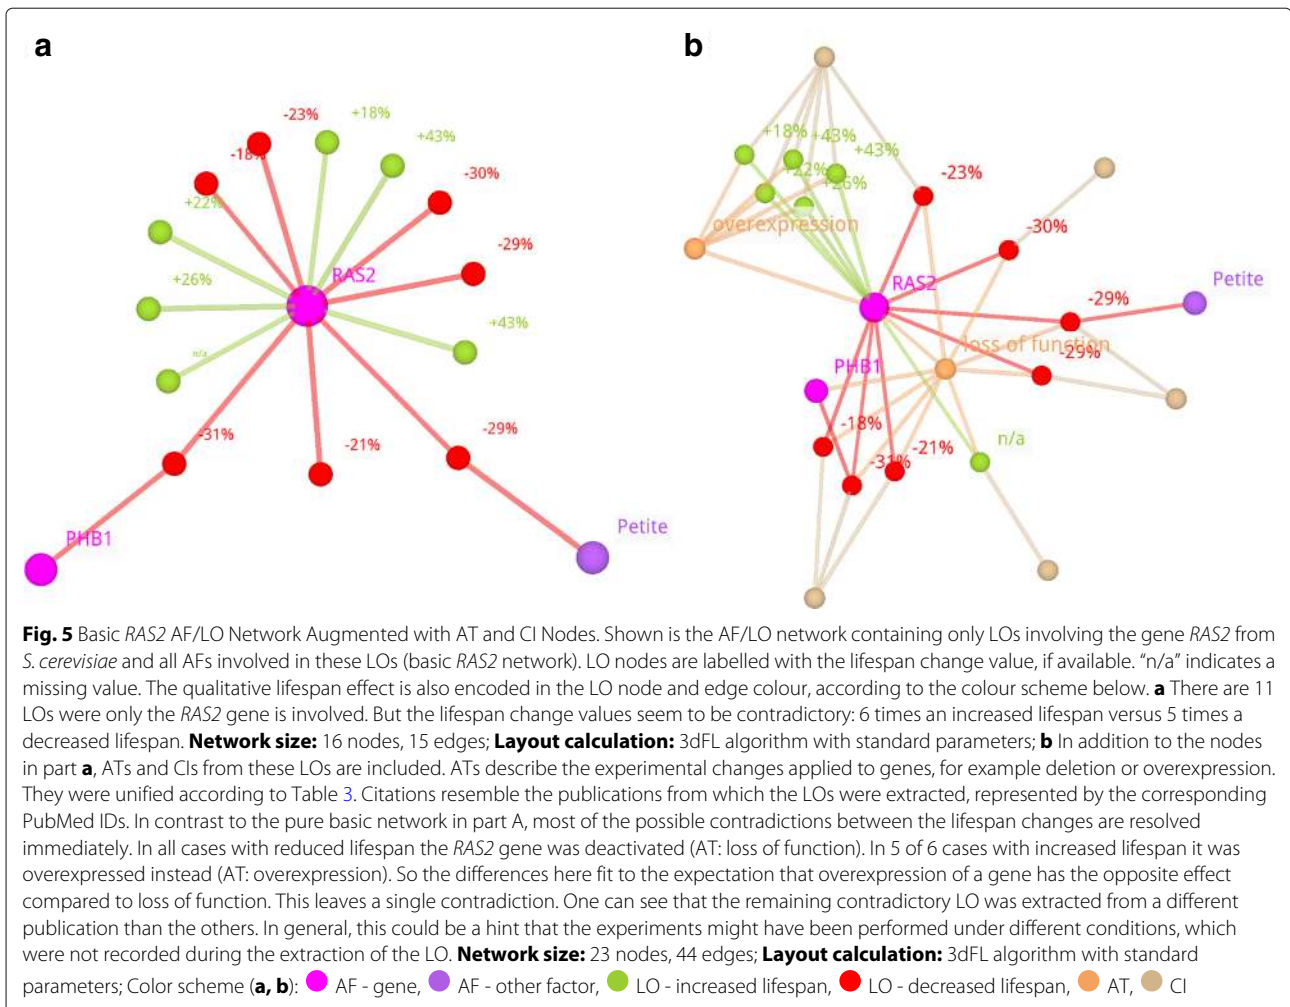 a
b
-23%
+18%
+43%
-18%
-30%
+22%
-29%
RAS2
+26%
+43%
n/a
-31%
-21%
-29%
PHB1
Petite
+18%
+43%
+43%
+22%
+26%
-23%
overexpression
-30%
RAS2
Petite
-29%
loss of function
-29%
PHB1
-18%
-21%
-31%
n/a
Fig. 5 Basic RAS2 AF/LO Network Augmented with AT and CI Nodes. Shown is the AF/LO network containing only LOs involving the gene RAS2 from
S. cerevisiae and all AFs involved in these LOs (basic RAS2 network). LO nodes are labelled with the lifespan change value, if available. “n/a” indicates a
missing value. The qualitative lifespan effect is also encoded in the LO node and edge colour, according to the colour scheme below. a There are 11
LOs were only the RAS2 gene is involved. But the lifespan change values seem to be contradictory: 6 times an increased lifespan versus 5 times a
decreased lifespan. Network size: 16 nodes, 15 edges; Layout calculation: 3dFL algorithm with standard parameters; b In addition to the nodes
in part a, ATs and CIs from these LOs are included. ATs describe the experimental changes applied to genes, for example deletion or overexpression.
They were unified according to Table 3. Citations resemble the publications from which the LOs were extracted, represented by the corresponding
PubMed IDs. In contrast to the pure basic network in part A, most of the possible contradictions between the lifespan changes are resolved
immediately. In all cases with reduced lifespan the RAS2 gene was deactivated (AT: loss of function). In 5 of 6 cases with increased lifespan it was
overexpressed instead (AT: overexpression). So the differences here fit to the expectation that overexpression of a gene has the opposite effect
compared to loss of function. This leaves a single contradiction. One can see that the remaining contradictory LO was extracted from a different
publication than the others. In general, this could be a hint that the experiments might have been performed under different conditions, which
were not recorded during the extraction of the LO. Network size: 23 nodes, 44 edges; Layout calculation: 3dFL algorithm with standard
parameters; Color scheme (a, b): AF - gene, AF - other factor, LO - increased lifespan, LO - decreased lifespan, AT, CI